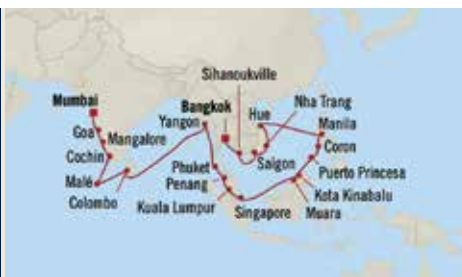 Sihanoukville
Mumbai
Bangkok
Hue
Nha Trang
Yangon
Manila
Goa
Mangalore
Coron
Cochin
Saigon
Phuket
Puerto Princesa
Malé
Penang
Kota Kinabalu
Colombo
Kuala Lumpur
Singapore
Muara